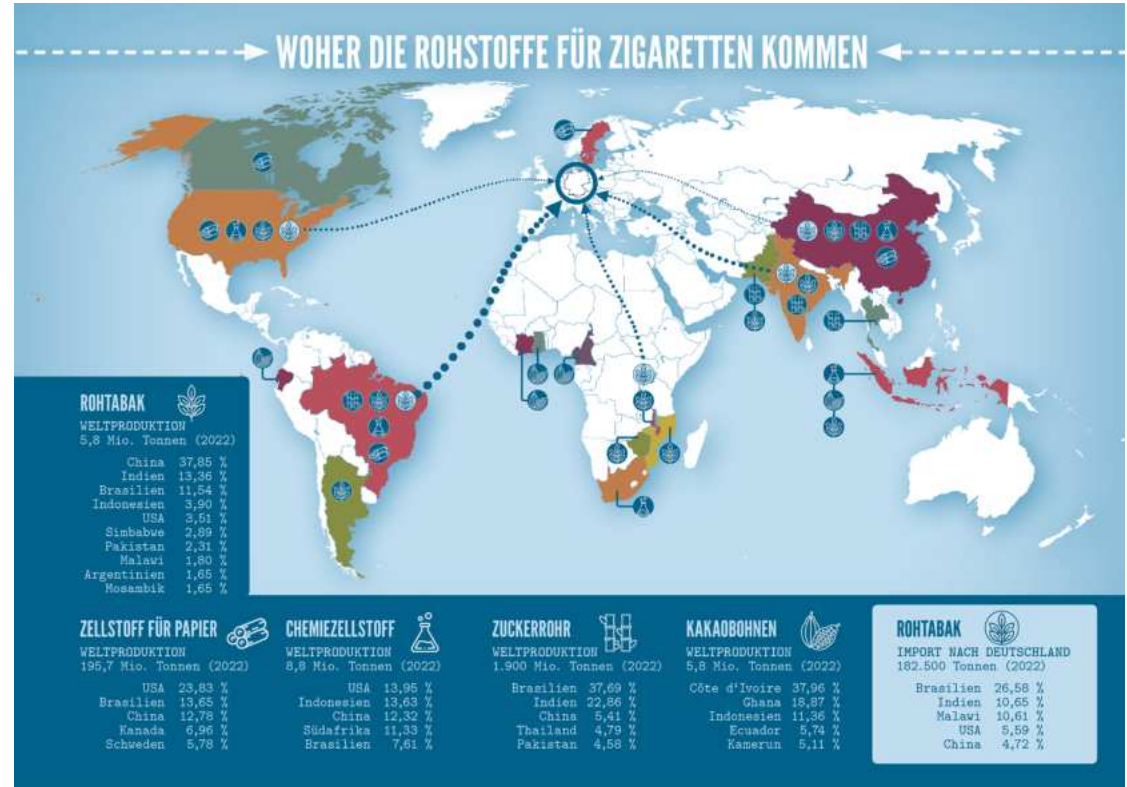 WOHER DIE ROHSTOFFE FÜR ZIGARETTEN KOMMEN
ROHTABAK
WELTPRODUKTION
5,8 Mio. Tonnen (2022)
China 37,85 %
Indien 13,36 %
Brasilien 11,54 %
Indonesien 3,90 %
USA 3,51 %
Simbabwe 2,89 %
Pakistan 2,31 %
Malawi 1,80 %
Argentinien 1,65 %
Mosambik 1,65 %
ZELLSTOFF FÜR PAPIER
WELTPRODUKTION
195,7 Mio. Tonnen (2022)
USA 23,83 %
Brasilien 13,65 %
China 12,78 %
Kanada 6,96 %
Schweden 5,78 %
CHEMIEZELLSTOFF
WELTPRODUKTION
8,8 Mio. Tonnen (2022)
USA 13,95 %
Indonesien 13,63 %
China 12,32 %
Südafrika 11,33 %
Brasilien 7,61 %
ZUCKERROHR
WELTPRODUKTION
1.900 Mio. Tonnen (2022)
Brasilien 37,69 %
Indien 22,86 %
China 5,41 %
Thailand 4,79 %
Pakistan 4,58 %
KAKAOBOHNEN
WELTPRODUKTION
5,8 Mio. Tonnen (2022)
Côte d'Ivoire 37,96 %
Ghana 18,87 %
Indonesien 11,36 %
Ecuador 5,74 %
Kamerun 5,11 %
ROHTABAK
IMPORT NACH DEUTSCHLAND
182.500 Tonnen (2022)
Brasilien 26,58 %
Indien 10,65 %
Malawi 10,61 %
USA 5,59 %
China 4,72 %